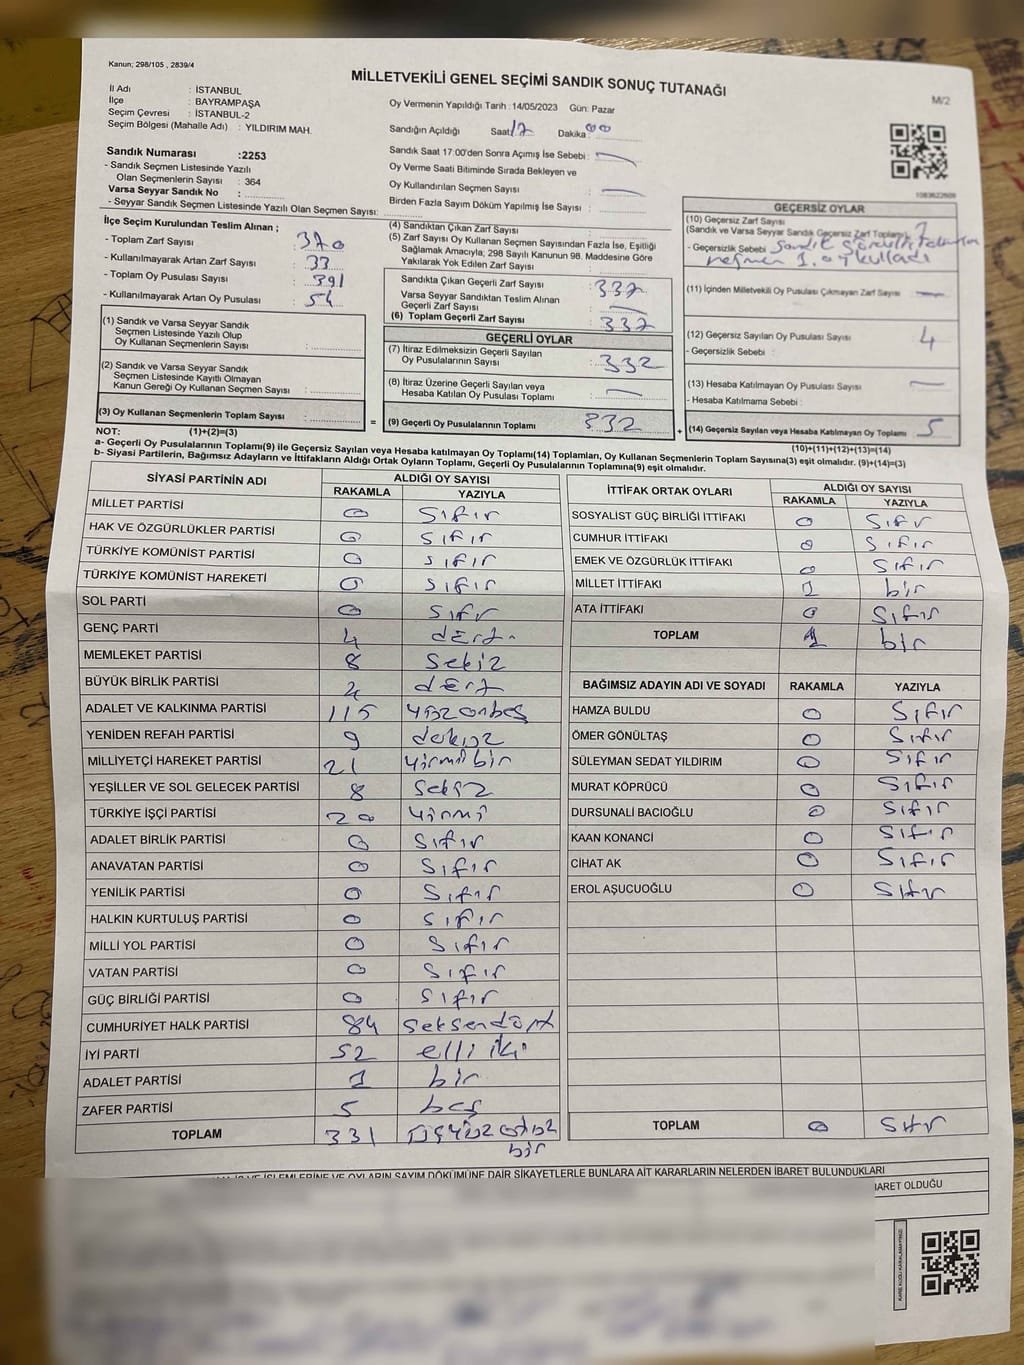 Kanun; 298/105 , 2839/4
MİLLETVEKİLİ GENEL SEÇİMİ SANDIK SONUÇ TUTANAĞI
M/2
İl Adı : İSTANBUL
İlçe : BAYRAMPAŞA
Seçim Çevresi : İSTANBUL-2
Seçim Bölgesi (Mahalle Adı) : YILDIRIM MAH.
Oy Vermenin Yapıldığı Tarih : 14/05/2023 Gün: Pazar
Sandığın Açıldığı Saat: 17 Dakika: 00
Sandık Saat 17:00'den Sonra Açımış İse Sebebi :
Oy Verme Saati Bitiminde Sırada Bekleyen ve
Oy Kullandırılan Seçmen Sayısı :
Birden Fazla Sayım Döküm Yapılmış İse Sayısı :
Sandık Numarası :2253
- Sandık Seçmen Listesinde Yazılı
Olan Seçmenlerin Sayısı : 364
Varsa Seyyar Sandık No :
- Seyyar Sandık Seçmen Listesinde Yazılı Olan Seçmen Sayısı:
İlçe Seçim Kurulundan Teslim Alınan ;
- Toplam Zarf Sayısı : 370
- Kullanılmayarak Artan Zarf Sayısı : 33
- Toplam Oy Pusulası Sayısı : 391
- Kullanılmayarak Artan Oy Pusulası : 54
(1) Sandık ve Varsa Seyyar Sandık
Seçmen Listesinde Yazılı Olup
Oy Kullanan Seçmenlerin Sayısı :
(2) Sandık ve Varsa Seyyar Sandık
Seçmen Listesinde Kayıtlı Olmayan
Kanun Gereği Oy Kullanan Seçmen Sayısı :
(3) Oy Kullanan Seçmenlerin Toplam Sayısı : =
(4) Sandıktan Çıkan Zarf Sayısı :
(5) Zarf Sayısı Oy Kullanan Seçmen Sayısından Fazla İse, Eşitliği
Sağlamak Amacıyla; 298 Sayılı Kanunun 98. Maddesine Göre
Yakılarak Yok Edilen Zarf Sayısı :
Sandıkta Çıkan Geçerli Zarf Sayısı : 337
Varsa Seyyar Sandıktan Teslim Alınan
Geçerli Zarf Sayısı :
(6) Toplam Geçerli Zarf Sayısı : 337
GEÇERLİ OYLAR
(7) İtiraz Edilmeksizin Geçerli Sayılan
Oy Pusulalarının Sayısı : 332
(8) İtiraz Üzerine Geçerli Sayılan veya
Hesaba Katılan Oy Pusulası Toplamı :
(9) Geçerli Oy Pusulalarının Toplamı : 332 +
GEÇERSİZ OYLAR
(10) Geçersiz Zarf Sayısı
(Sandık ve Varsa Seyyar Sandık Geçersiz Zarf Toplamı) :
- Geçersizlik Sebebi : Sandık
1. oy kulladı
(11) İçinden Milletvekili Oy Pusulası Çıkmayan Zarf Sayısı :
(12) Geçersiz Sayılan Oy Pusulası Sayısı : 4
- Geçersizlik Sebebi :
(13) Hesaba Katılmayan Oy Pusulası Sayısı :
- Hesaba Katılmama Sebebi :
(14) Geçersiz Sayılan veya Hesaba Katılmayan Oy Toplamı : 5
NOT: (1)+(2)=(3)
(10)+(11)+(12)+(13)=(14)
a- Geçerli Oy Pusulalarının Toplamı(9) ile Geçersiz Sayılan veya Hesaba katılmayan Oy Toplamı(14) Toplamları, Oy Kullanan Seçmenlerin Toplam Sayısına(3) eşit olmalıdır. (9)+(14)=(3)
b- Siyasi Partilerin, Bağımsız Adayların ve İttifakların Aldığı Ortak Oyların Toplamı, Geçerli Oy Pusulalarının Toplamına(9) eşit olmalıdır.
SİYASİ PARTİNİN ADI ALDIĞI OY SAYISI
RAKAMLA YAZIYLA
MİLLET PARTİSİ 0 Sıfır
HAK VE ÖZGÜRLÜKLER PARTİSİ 0 Sıfır
TÜRKİYE KOMÜNİST PARTİSİ 0 Sıfır
TÜRKİYE KOMÜNİST HAREKETİ 0 Sıfır
SOL PARTİ 0 Sıfır
GENÇ PARTİ 4 dört
MEMLEKET PARTİSİ 8 Sekiz
BÜYÜK BİRLİK PARTİSİ 4 dört
ADALET VE KALKINMA PARTİSİ 115 yüzonbeş
YENİDEN REFAH PARTİSİ 9 dokuz
MİLLİYETÇİ HAREKET PARTİSİ 21 yirmibir
YEŞİLLER VE SOL GELECEK PARTİSİ 8 Sekiz
TÜRKİYE İŞÇİ PARTİSİ 20 yirmi
ADALET BİRLİK PARTİSİ 0 Sıfır
ANAVATAN PARTİSİ 0 Sıfır
YENİLİK PARTİSİ 0 Sıfır
HALKIN KURTULUŞ PARTİSİ 0 Sıfır
MİLLİ YOL PARTİSİ 0 Sıfır
VATAN PARTİSİ 0 Sıfır
GÜÇ BİRLİĞİ PARTİSİ 0 Sıfır
CUMHURİYET HALK PARTİSİ 84 Seksendört
İYİ PARTİ 52 elli iki
ADALET PARTİSİ 1 bir
ZAFER PARTİSİ 5 beş
TOPLAM 331 üçyüzotuz
bir
İTTİFAK ORTAK OYLARI ALDIĞI OY SAYISI
RAKAMLA YAZIYLA
SOSYALIST GÜÇ BİRLİĞİ İTTİFAKI 0 Sıfır
CUMHUR İTTİFAKI 0 Sıfır
EMEK VE ÖZGÜRLÜK İTTİFAKI 0 Sıfır
MİLLET İTTİFAKI 1 bir
ATA İTTİFAKI 0 Sıfır
TOPLAM 1 bir
BAĞIMSIZ ADAYIN ADI VE SOYADI RAKAMLA YAZIYLA
HAMZA BULDU 0 Sıfır
ÖMER GÖNÜLTAŞ 0 Sıfır
SÜLEYMAN SEDAT YILDIRIM 0 Sıfır
MURAT KÖPRÜCÜ 0 Sıfır
DURSUNALİ BACIOĞLU 0 Sıfır
KAAN KONANCİ 0 Sıfır
CİHAT AK 0 Sıfır
EROL AŞUCUOĞLU 0 Sıfır
TOPLAM 0 Sıfır
İŞLEMLERİNE VE OYLARIN SAYIM DÖKÜMÜNE DAİR ŞİKAYETLERLE BUNLARA AİT KARARLARIN NELERDEN İBARET BULUNDUKLARI
İBARET OLDUĞU